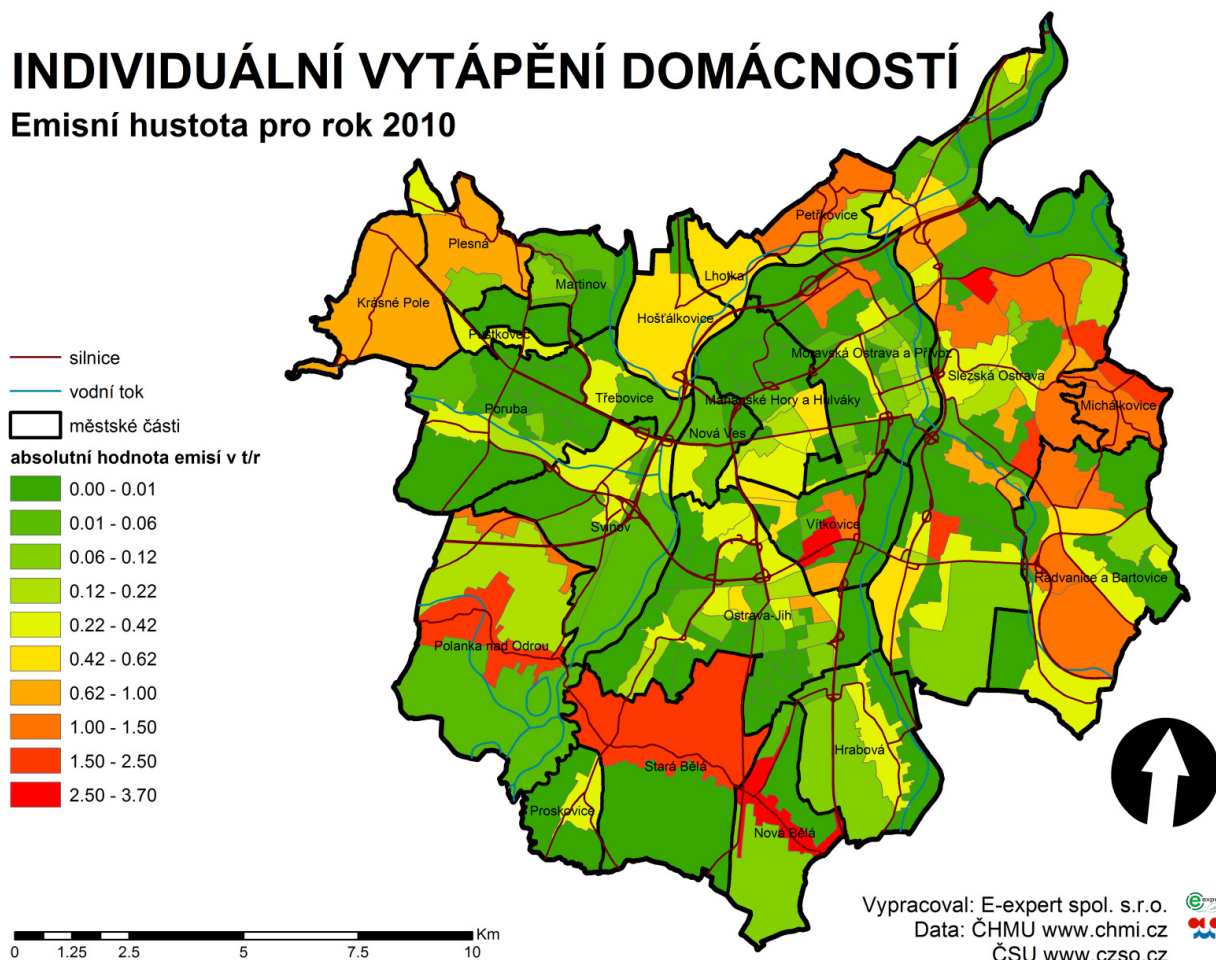 INDIVIDUÁLNÍ VYTÁPĚNÍ DOMÁCNOSTÍ
Emisní hustota pro rok 2010
Petřkovice
Plesná
Lhotka
Martinov
Krásné Pole
Hošťálkovice
Pustkovec
Moravská Ostrava a Přívoz
silnice
Slezská Ostrava
vodní tok
Třebovice
Mariánské Hory a Hulváky
Michálkovice
Poruba
městské části
Nová Ves
absolutní hodnota emisí v t/r
0.00 - 0.01
0.01 - 0.06
Svinov
Vítkovice
0.06 - 0.12
0.12 - 0.22
Radvanice a Bartovice
0.22 - 0.42
Ostrava-Jih
Polanka nad Odrou
0.42 - 0.62
0.62 - 1.00
1.00 - 1.50
Hrabová
1.50 - 2.50
Stará Bělá
2.50 - 3.70
Proskovice
Nová Bělá
Vypracoval: E-expert spol. s.r.o.
Data: ČHMU www.chmi.cz
ČSU www.czso.cz
Km
0 1.25 2.5 5 7.5 10